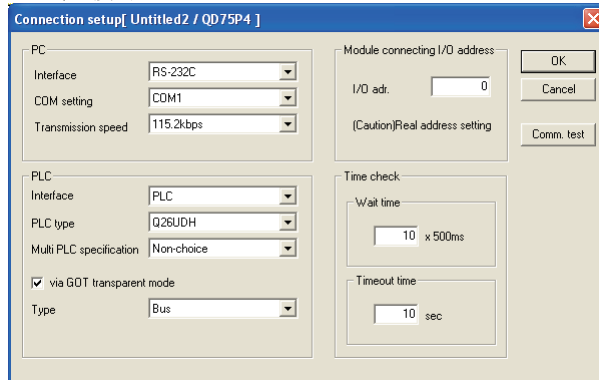 Connection setup[ Untitled2 / QD75P4 ]
PC
Interface RS-232C
COM setting COM1
Transmission speed 115.2kbps
PLC
Interface PLC
PLC type Q26UDH
Multi PLC specification Non-choice
via GOT transparent mode
Type Bus
Module connecting I/O address
I/O adr. 0
(Caution)Real address setting
Time check
Wait time
10 x 500ms
Timeout time
10 sec
OK
Cancel
Comm. test